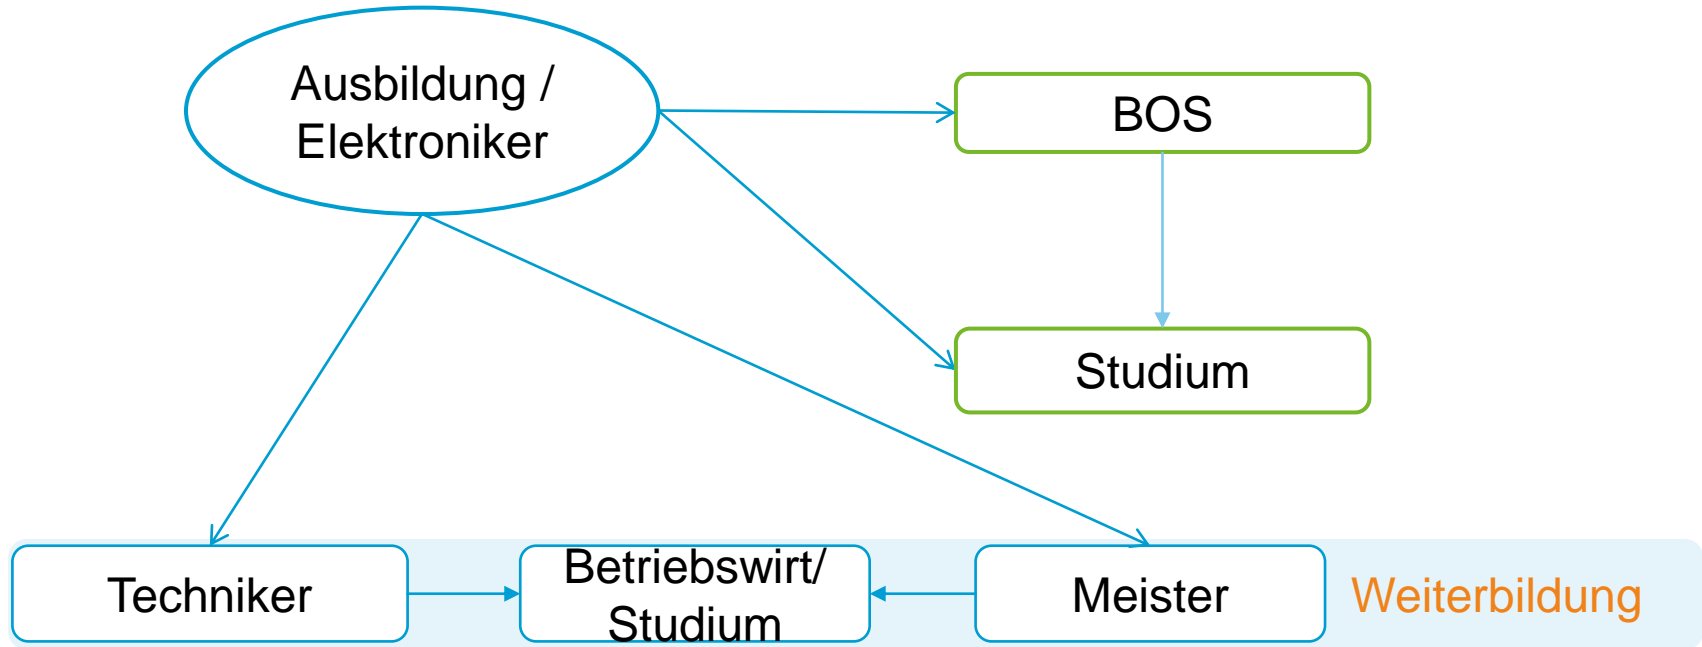 Ausbildung /
Elektroniker
BOS
Studium
Techniker
Betriebswirt/
Studium
Meister
Weiterbildung